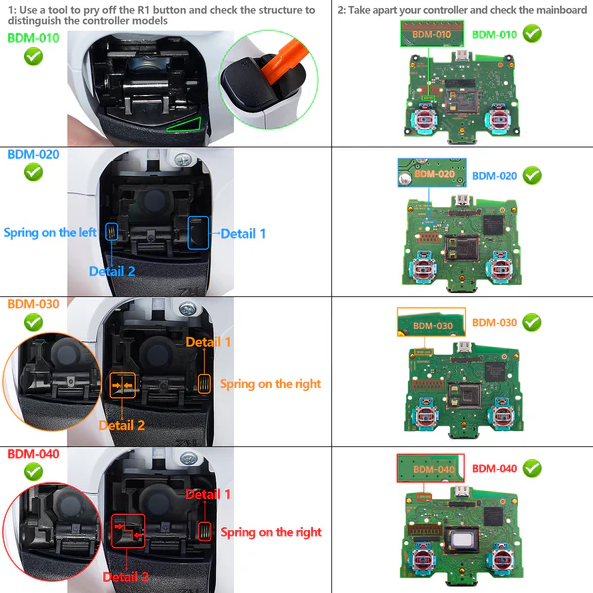 1: Use a tool to pry off the R1 button and check the structure to
distinguish the controller models
2: Take apart your controller and check the mainboard
BDM-010
BDM-010
BDM-010
BDM-020
Spring on the left
Detail 1
Detail 2
BDM-020
BDM-020
BDM-030
Detail 1
Spring on the right
Detail 2
BDM-030
BDM-030
BDM-040
Detail 1
Spring on the right
Detail 2
BDM-040
BDM-040